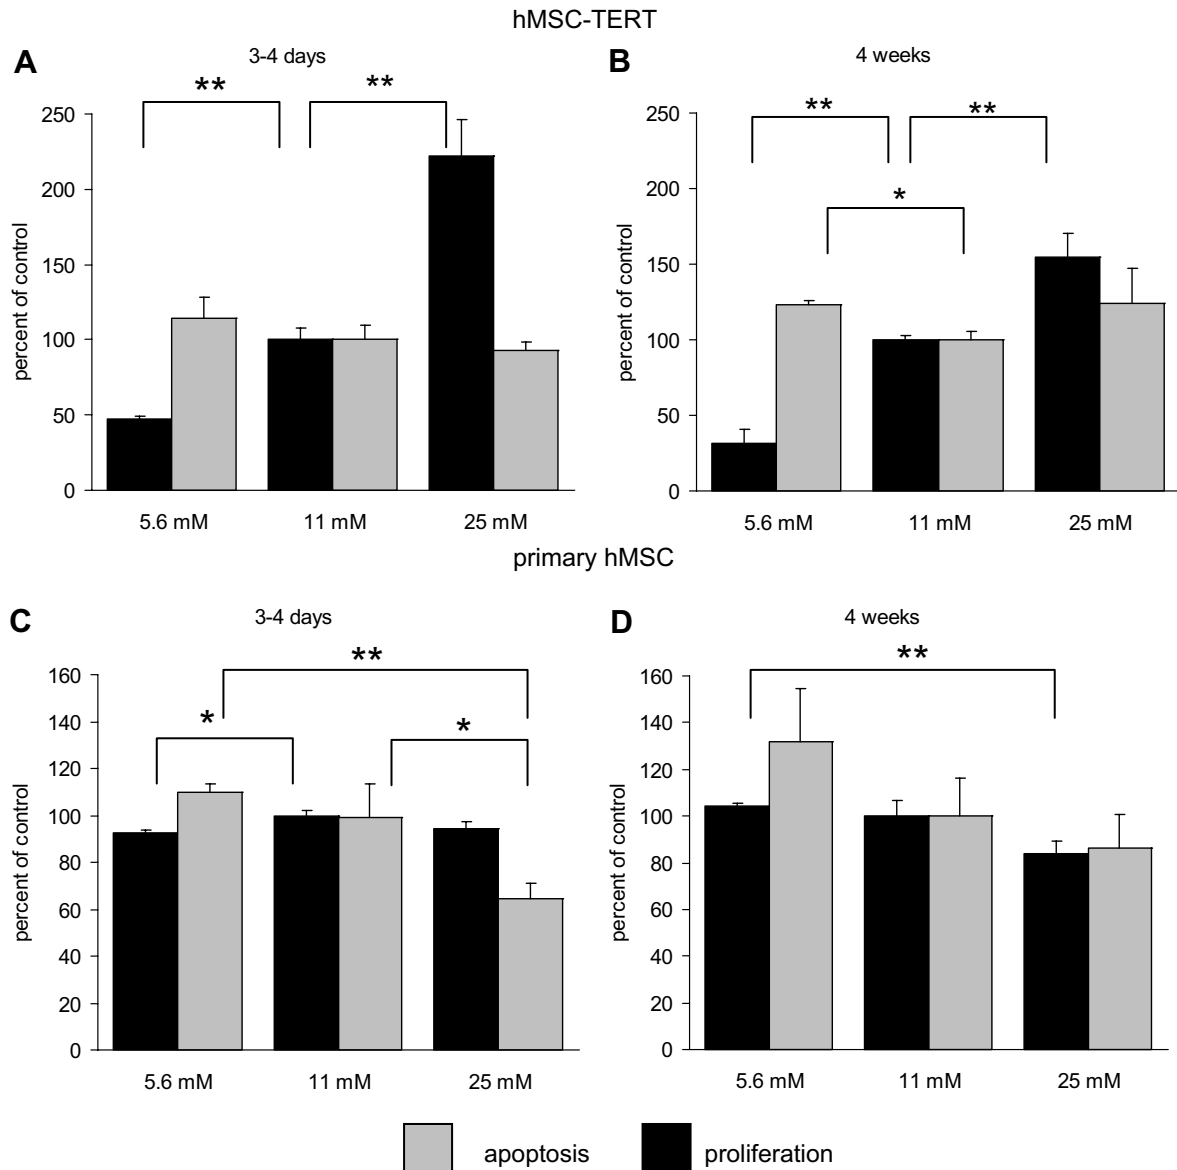 hMSC-TERT
A
3-4 days
**
**
percent of control
250
200
150
100
50
0
5.6 mM 11 mM 25 mM
B
4 weeks
**
**
*
percent of control
250
200
150
100
50
0
5.6 mM 11 mM 25 mM
primary hMSC
C
3-4 days
**
*
*
percent of control
160
140
120
100
80
60
40
20
0
5.6 mM 11 mM 25 mM
D
4 weeks
**
percent of control
160
140
120
100
80
60
40
20
0
5.6 mM 11 mM 25 mM
apoptosis proliferation